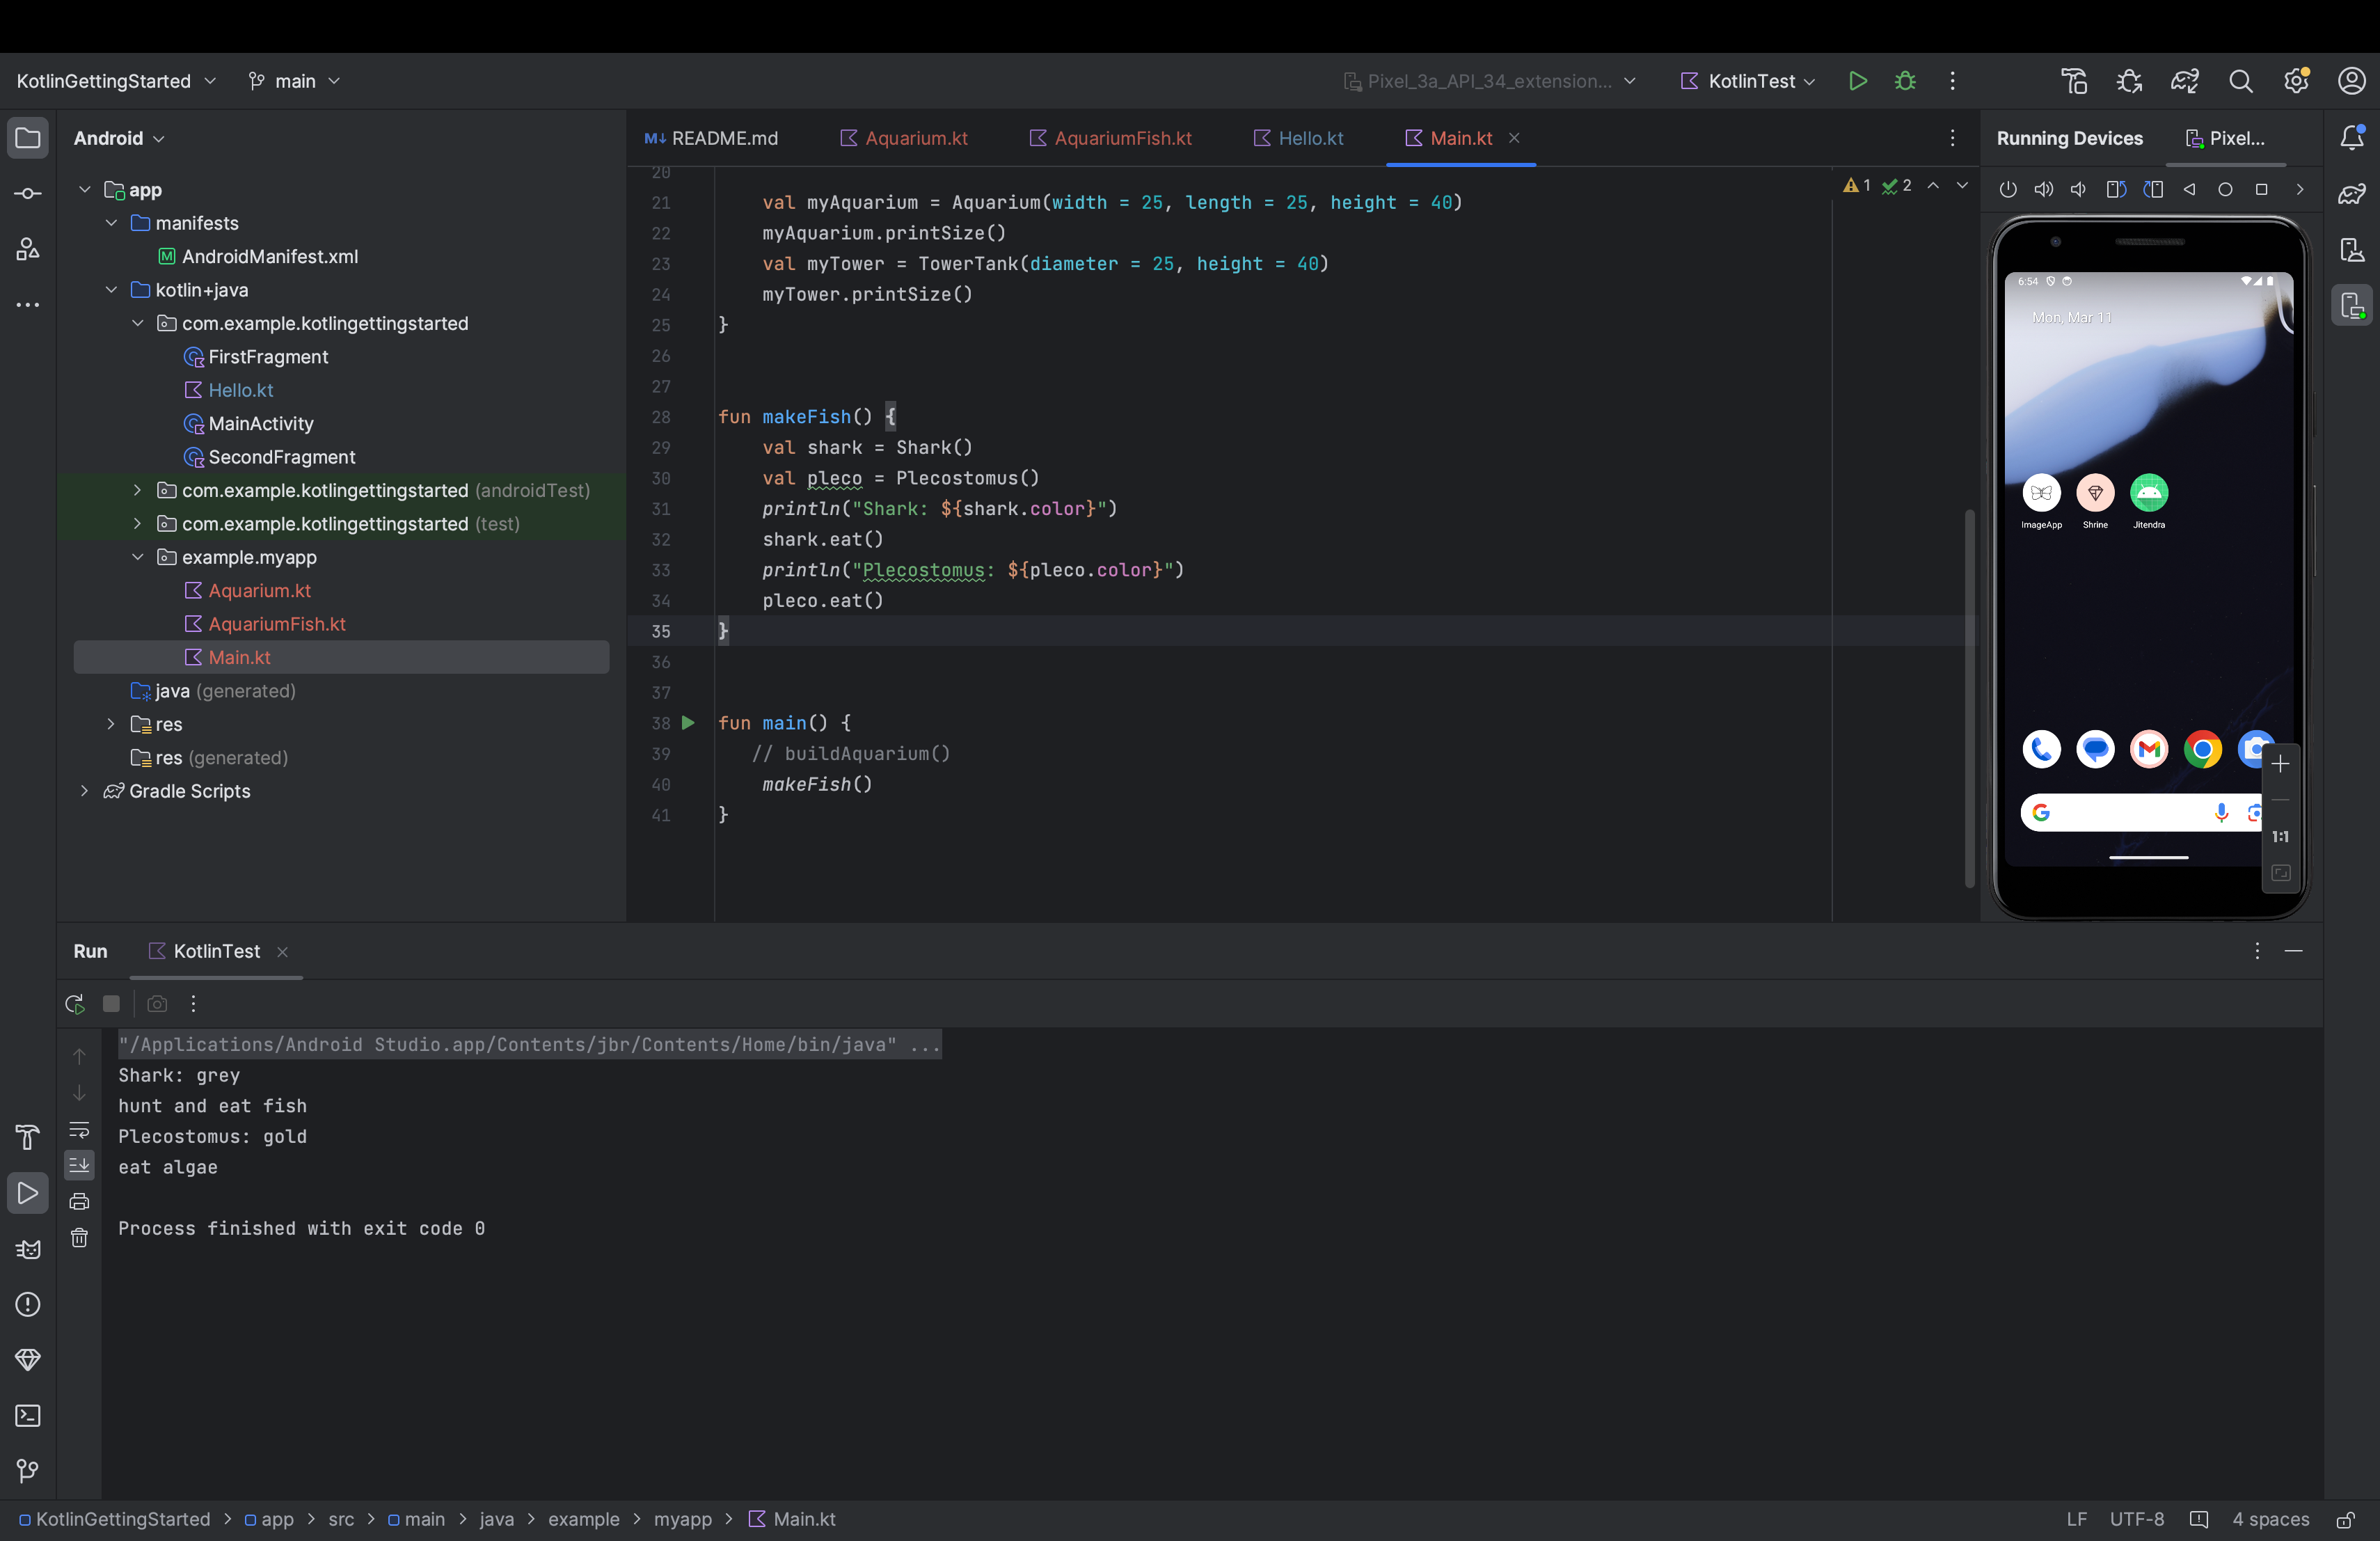 KotlinGettingStarted main Pixel_3a_API_34_extension... KotlinTest
Android
app
manifests
M AndroidManifest.xml
kotlin+java
com.example.kotlingettingstarted
FirstFragment
Hello.kt
MainActivity
SecondFragment
com.example.kotlingettingstarted (androidTest)
com.example.kotlingettingstarted (test)
example.myapp
Aquarium.kt
AquariumFish.kt
Main.kt
java (generated)
res
res (generated)
Gradle Scripts
M↓ README.md Aquarium.kt AquariumFish.kt Hello.kt Main.kt
1 2
20
21 val myAquarium = Aquarium(width = 25, length = 25, height = 40)
22 myAquarium.printSize()
23 val myTower = TowerTank(diameter = 25, height = 40)
24 myTower.printSize()
25 }
26
27
28 fun makeFish() {
29 val shark = Shark()
30 val pleco = Plecostomus()
31 println("Shark: ${shark.color}")
32 shark.eat()
33 println("Plecostomus: ${pleco.color}")
34 pleco.eat()
35 }
36
37
38 fun main() {
39 // buildAquarium()
40 makeFish()
41 }
Running Devices Pixel...
6:54
Mon, Mar 11
ImageApp Shrine Jitendra
1:1
Run KotlinTest
"/Applications/Android Studio.app/Contents/jbr/Contents/Home/bin/java" ...
Shark: grey
hunt and eat fish
Plecostomus: gold
eat algae
Process finished with exit code 0
KotlinGettingStarted > app > src > main > java > example > myapp > Main.kt
LF UTF-8 4 spaces